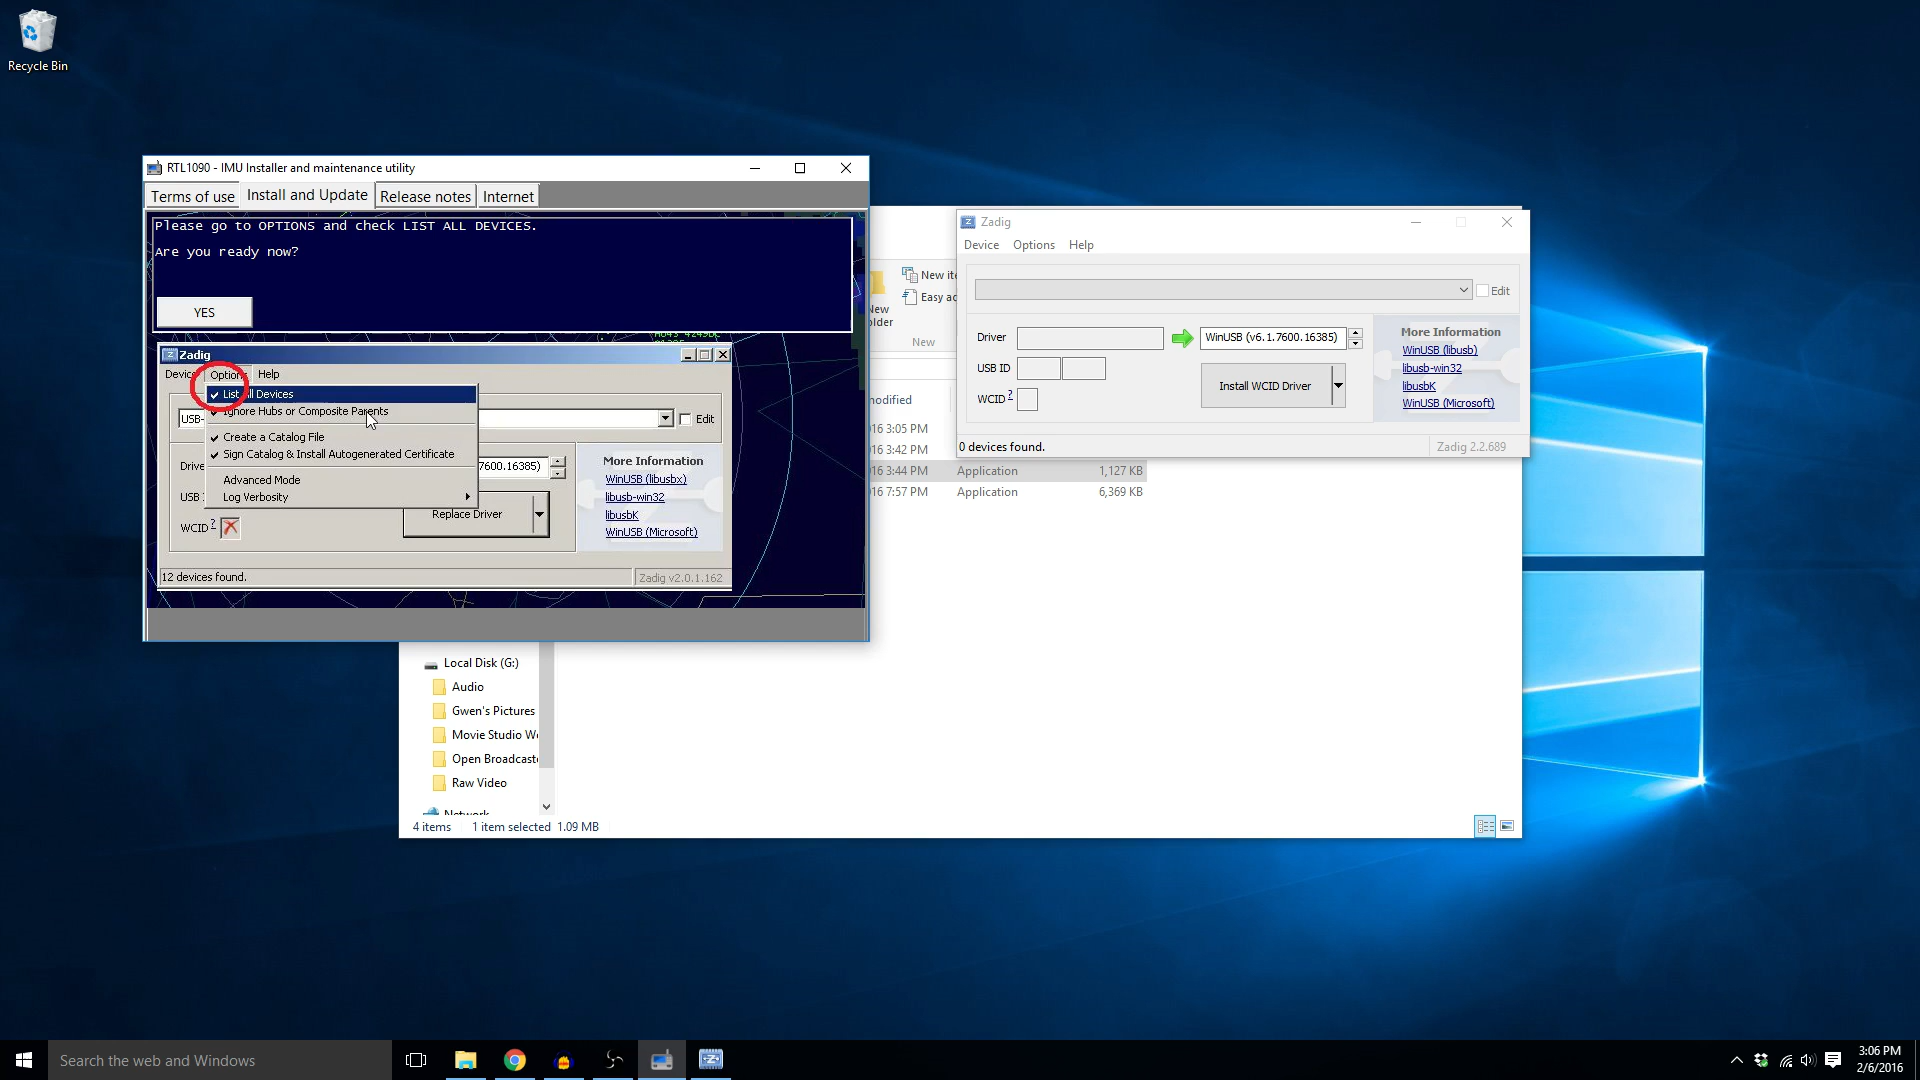 Recycle Bin
RTL1090 - IMU Installer and maintenance utility
Terms of use
Install and Update
Release notes
Internet
Please go to OPTIONS and check LIST ALL DEVICES.
Are you ready now?
YES
Zadig
Options
Help
List All Devices
Ignore Hubs or Composite Parents
USB-
Edit
Create a Catalog File
Sign Catalog & Install Autogenerated Certificate
7600.16385)
Advanced Mode
Log Verbosity
USB
WCID ?
Replace Driver
More Information
WinUSB (libusbx)
libusb-win32
libusbK
WinUSB (Microsoft)
12 devices found.
Zadig v2.0.1.162
New
Easy
New
Zadig
Device
Options
Help
Edit
Driver
WinUSB (v6.1.7600.16385)
USB ID
WCID ?
Install WCID Driver
More Information
WinUSB (libusb)
libusb-win32
libusbK
WinUSB (Microsoft)
0 devices found.
Zadig 2.2.689
16 3:05 PM
16 3:42 PM
16 3:44 PM
Application
1,127 KB
16 7:57 PM
Application
6,369 KB
Local Disk (G:)
Audio
Gwen's Pictures
Movie Studio
Open Broadcast
Raw Video
Network
4 items
1 item selected 1.09 MB
Search the web and Windows
3:06 PM
2/6/2016